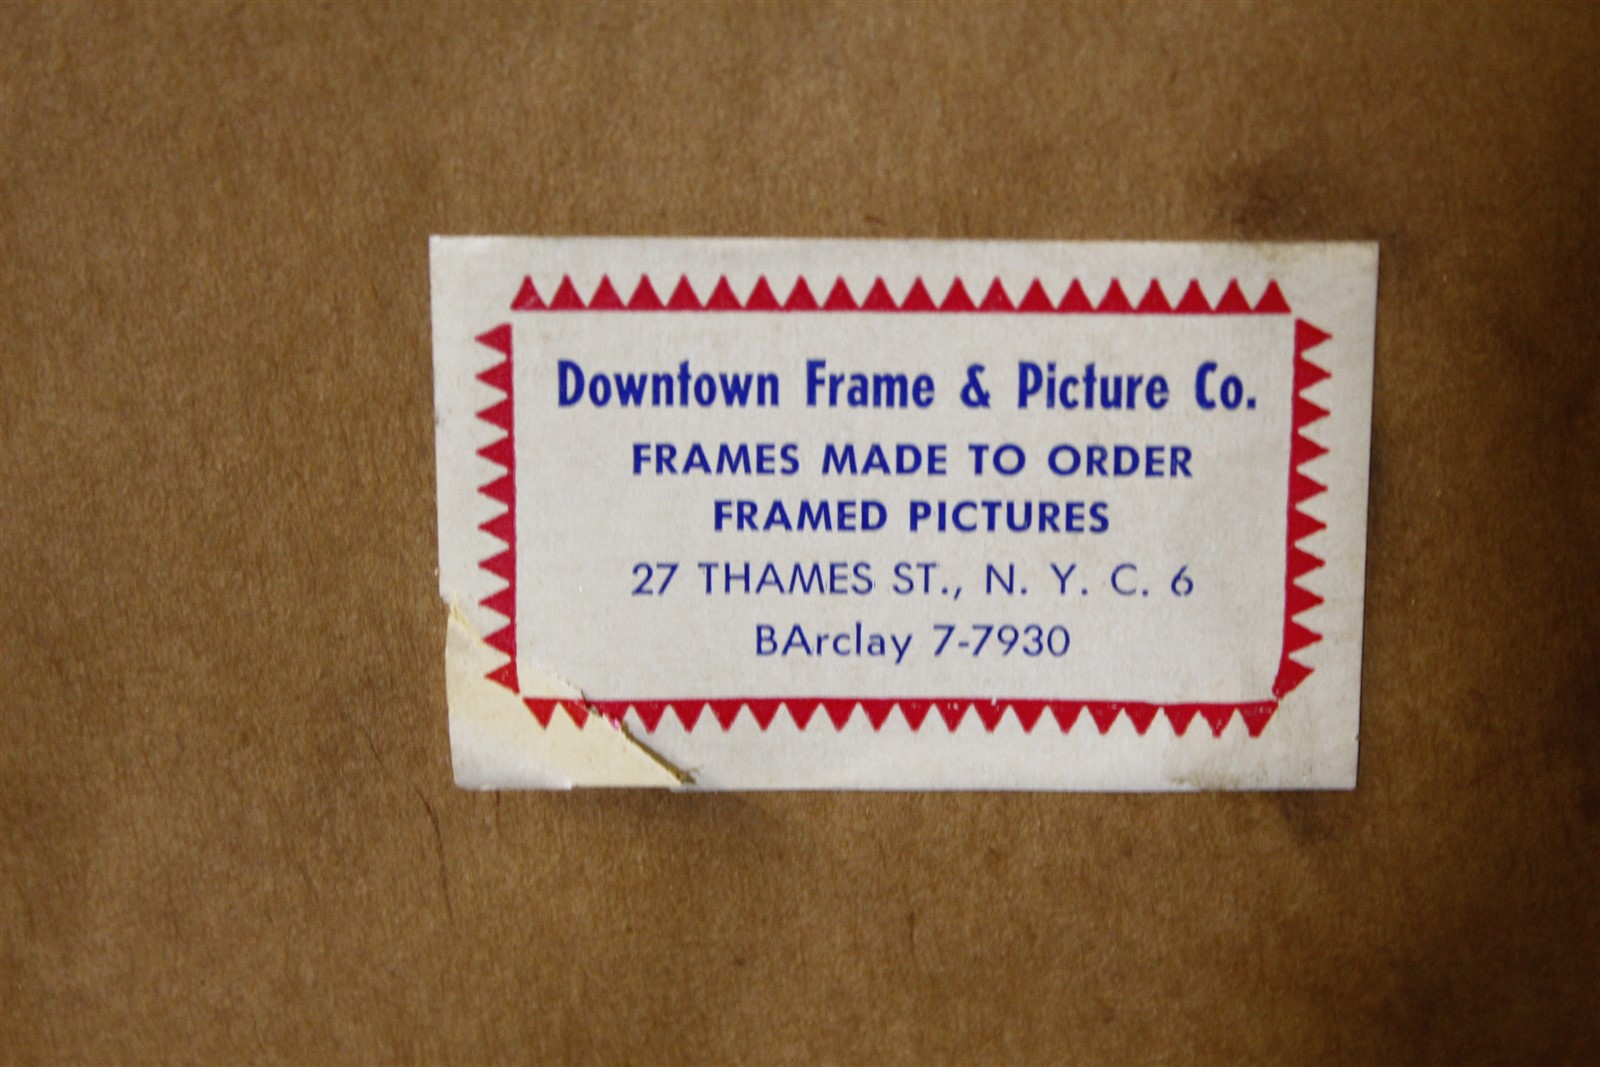 Downtown Frame & Picture Co.
FRAMES MADE TO ORDER
FRAMED PICTURES
27 THAMES ST., N. Y. C. 6
BArclay 7-7930